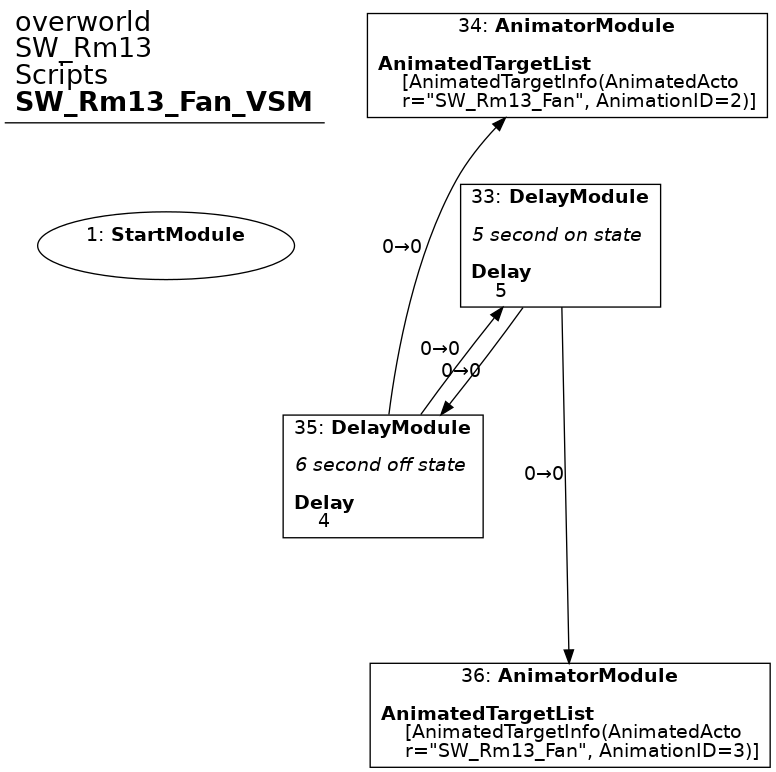 overworld
SW_Rm13
Scripts
SW_Rm13_Fan_VSM
34: AnimatorModule
AnimatedTargetList
[AnimatedTargetInfo(AnimatedActo
r="SW_Rm13_Fan", AnimationID=2)]
1: StartModule
33: DelayModule
5 second on state
Delay
5
0→0
0→0
0→0
35: DelayModule
6 second off state
Delay
4
0→0
36: AnimatorModule
AnimatedTargetList
[AnimatedTargetInfo(AnimatedActo
r="SW_Rm13_Fan", AnimationID=3)]